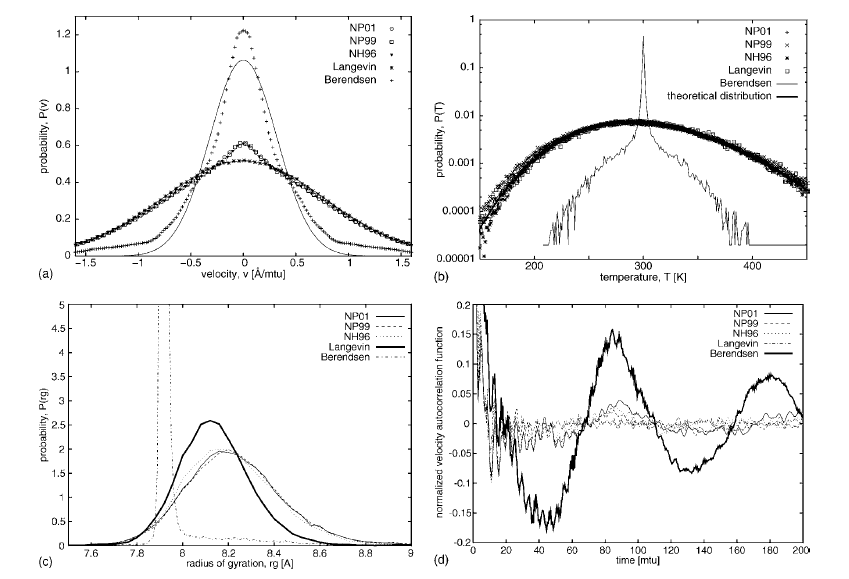 NP01
NP99
NH96
Langevin
Berendsen
probability, P(v)
1.2
1
0.8
0.6
0.4
0.2
0
-1.5
-1
-0.5
0
0.5
1
1.5
velocity, v [Å/mtu]
(a)
NP01
NP99
NH96
Langevin
Berendsen
theoretical distribution
probability, P(T)
1
0.1
0.01
0.001
0.0001
0.00001
200
300
400
temperature, T [K]
(b)
NP01
NP99
NH96
Langevin
Berendsen
probability, P(rg)
5
4.5
4
3.5
3
2.5
2
1.5
1
0.5
0
7.6
7.8
8
8.2
8.4
8.6
8.8
9
radius of gyration, rg [A]
(c)
NP01
NP99
NH96
Langevin
Berendsen
normalized velocity autocorrelation function
0.2
0.15
0.1
0.05
0
-0.05
-0.1
-0.15
-0.2
0
20
40
60
80
100
120
140
160
180
200
time [mtu]
(d)